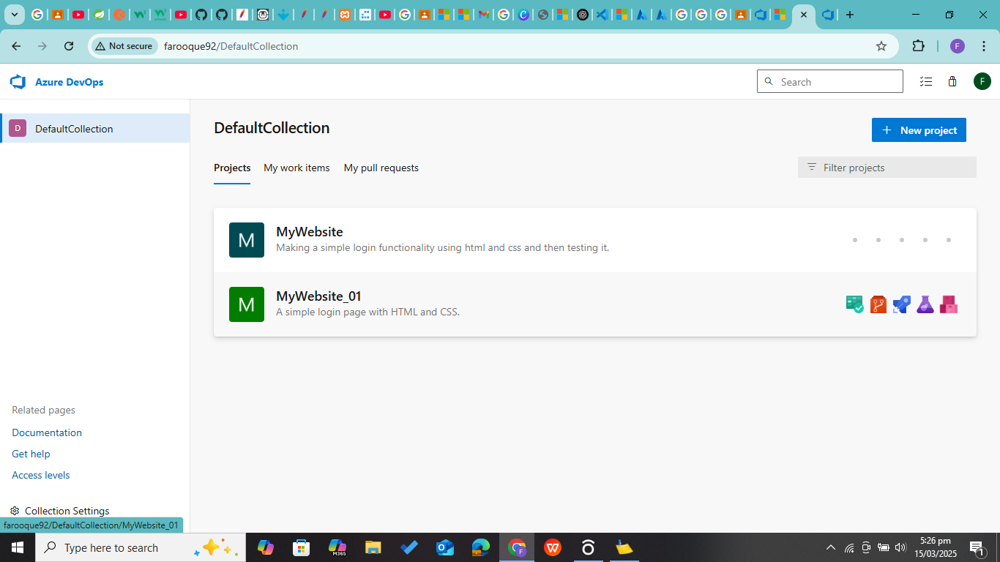 Not secure
farooque92/DefaultCollection
F
Azure DevOps
Search
F
D
DefaultCollection
DefaultCollection
New project
Projects
My work items
My pull requests
Filter projects
M
MyWebsite
Making a simple login functionality using html and css and then testing it.
M
MyWebsite_01
A simple login page with HTML and CSS.
Related pages
Documentation
Get help
Access levels
Collection Settings
farooque92/DefaultCollection/MyWebsite_01
Type here to search
M365
F
5:26 pm
15/03/2025
1